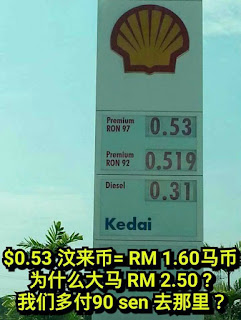 Premium
RON 97 0.53
Premium
RON 92 0.519
Diesel 0.31
Kedai
$0.53 汶来币= RM 1.60马币
为什么大马 RM 2.50？
我们多付90 sen 去那里？